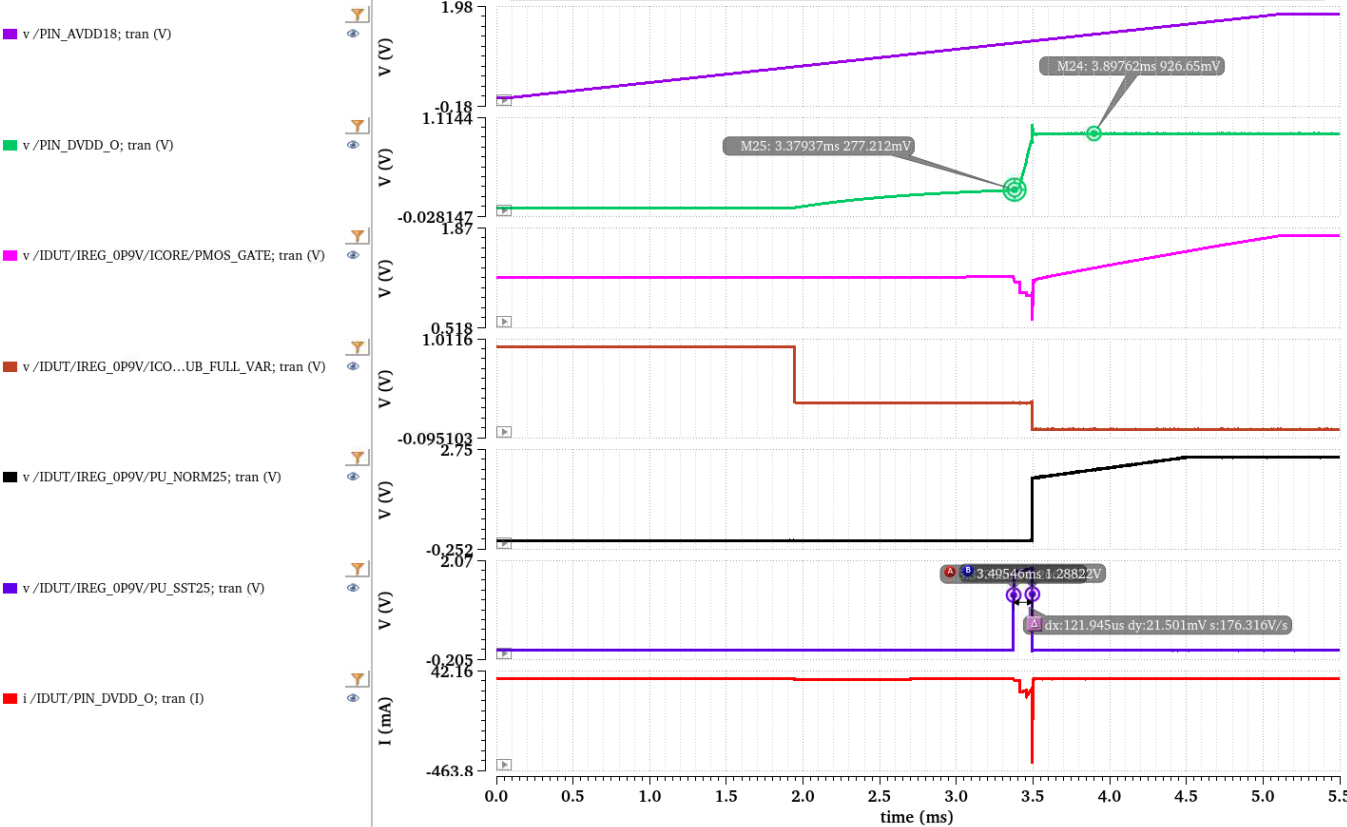 v /PIN_AVDD18; tran (V)
V (V)
1.98
-0.18
M24: 3.89762ms 926.65mV
v /PIN_DVDD_O; tran (V)
V (V)
1.1144
-0.028147
M25: 3.37937ms 277.212mV
v /IDUT/IREG_0P9V/ICORE/PMOS_GATE; tran (V)
V (V)
1.87
0.518
v /IDUT/IREG_0P9V/ICO...UB_FULL_VAR; tran (V)
V (V)
1.0116
-0.095103
v /IDUT/IREG_0P9V/PU_NORM25; tran (V)
V (V)
2.75
-0.252
v /IDUT/IREG_0P9V/PU_SST25; tran (V)
V (V)
2.07
-0.205
A B 3.49546ms 1.28822V
dx:121.945us dy:21.501mV s:176.316V/s
i /IDUT/PIN_DVDD_O; tran (I)
I (mA)
42.16
-463.8
0.0 0.5 1.0 1.5 2.0 2.5 3.0 3.5 4.0 4.5 5.0 5.5
time (ms)